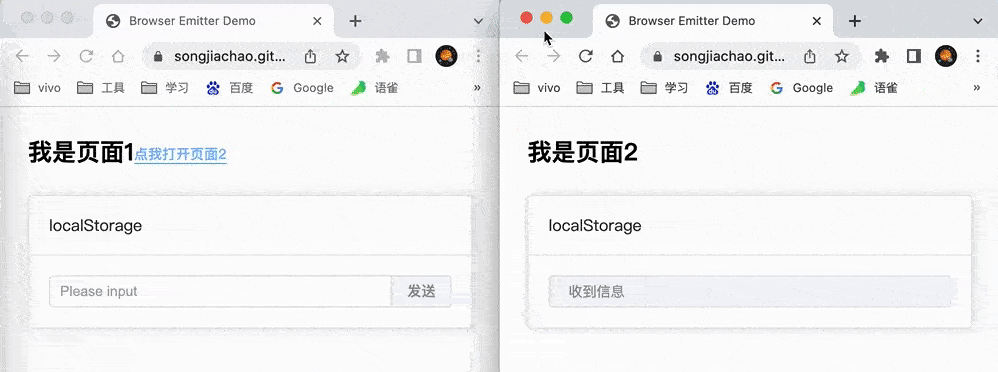 Browser Emitter Demo
songjiachao.git...
vivo 工具 学习 百度 Google 语雀 »
我是页面1点我打开页面2
localStorage
Please input 发送
Browser Emitter Demo
songjiachao.git...
vivo 工具 学习 百度 Google 语雀 »
我是页面2
localStorage
收到信息